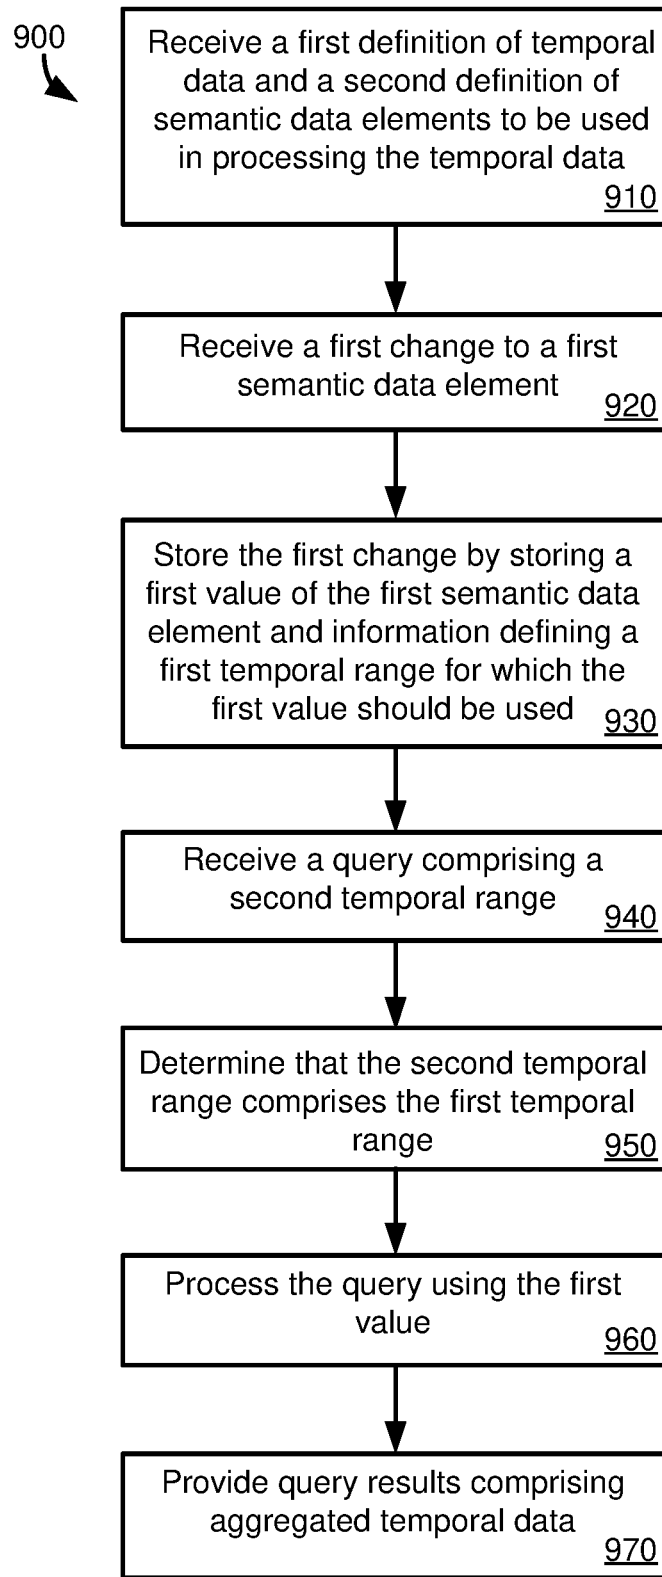 900
Receive a first definition of temporal
data and a second definition of
semantic data elements to be used
in processing the temporal data
910
Receive a first change to a first
semantic data element
920
Store the first change by storing a
first value of the first semantic data
element and information defining a
first temporal range for which the
first value should be used
930
Receive a query comprising a
second temporal range
940
Determine that the second temporal
range comprises the first temporal
range
950
Process the query using the first
value
960
Provide query results comprising
aggregated temporal data
970